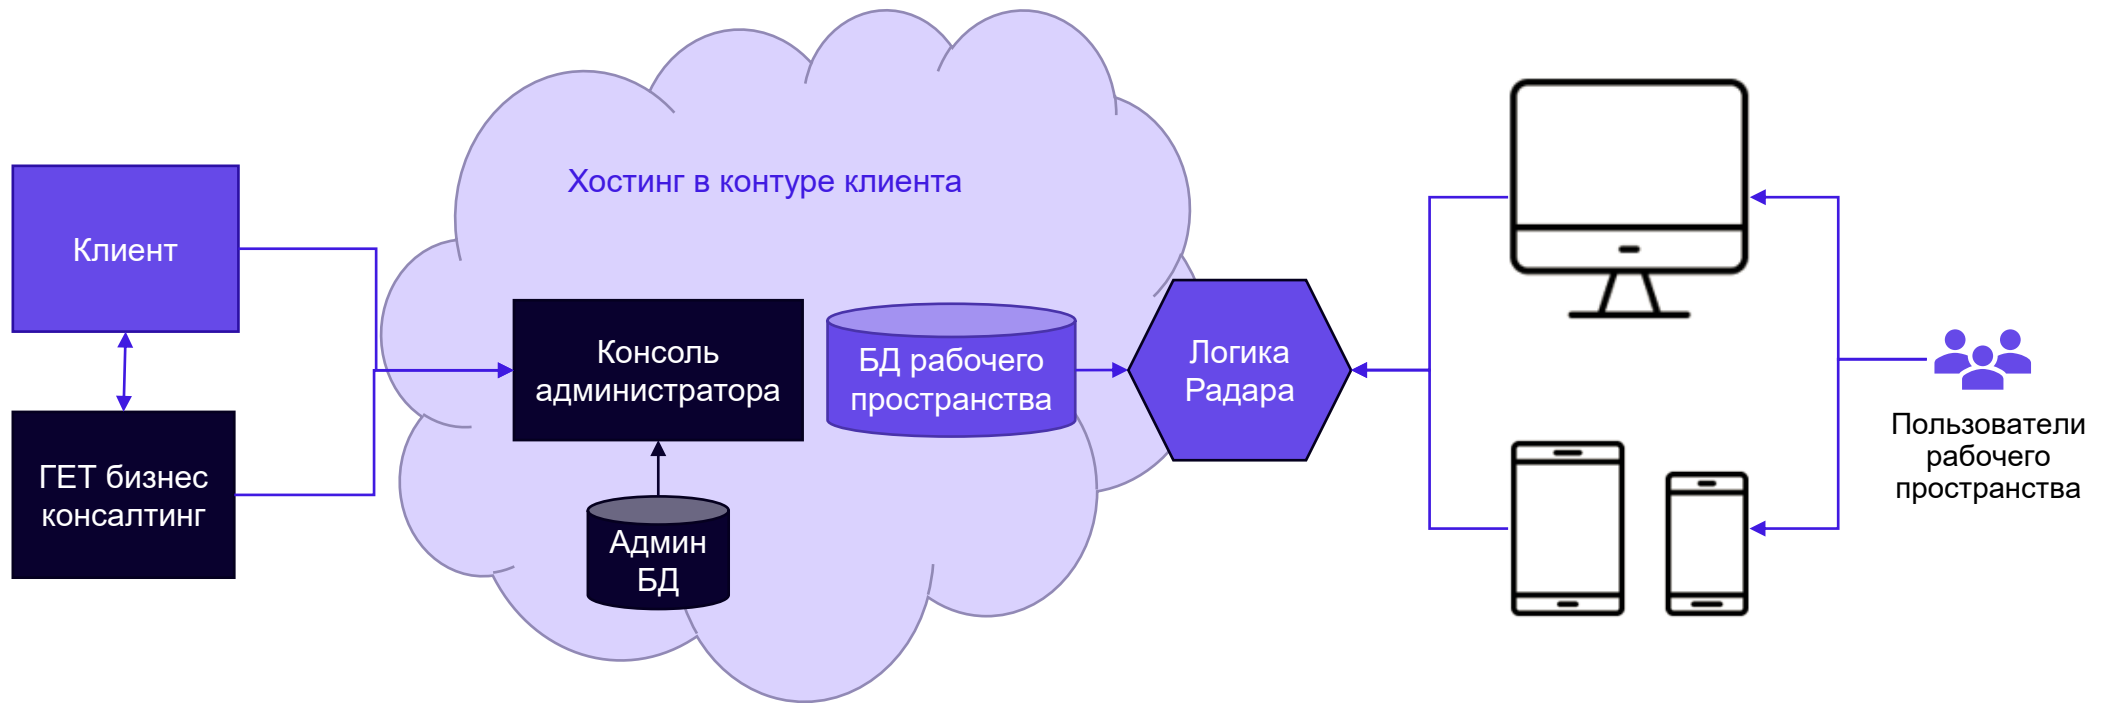 Хостинг в контуре клиента
Клиент
ГЕТ бизнес
консалтинг
Консоль
администратора
Админ
БД
БД рабочего
пространства
Логика
Радара
Пользователи
рабочего
пространства